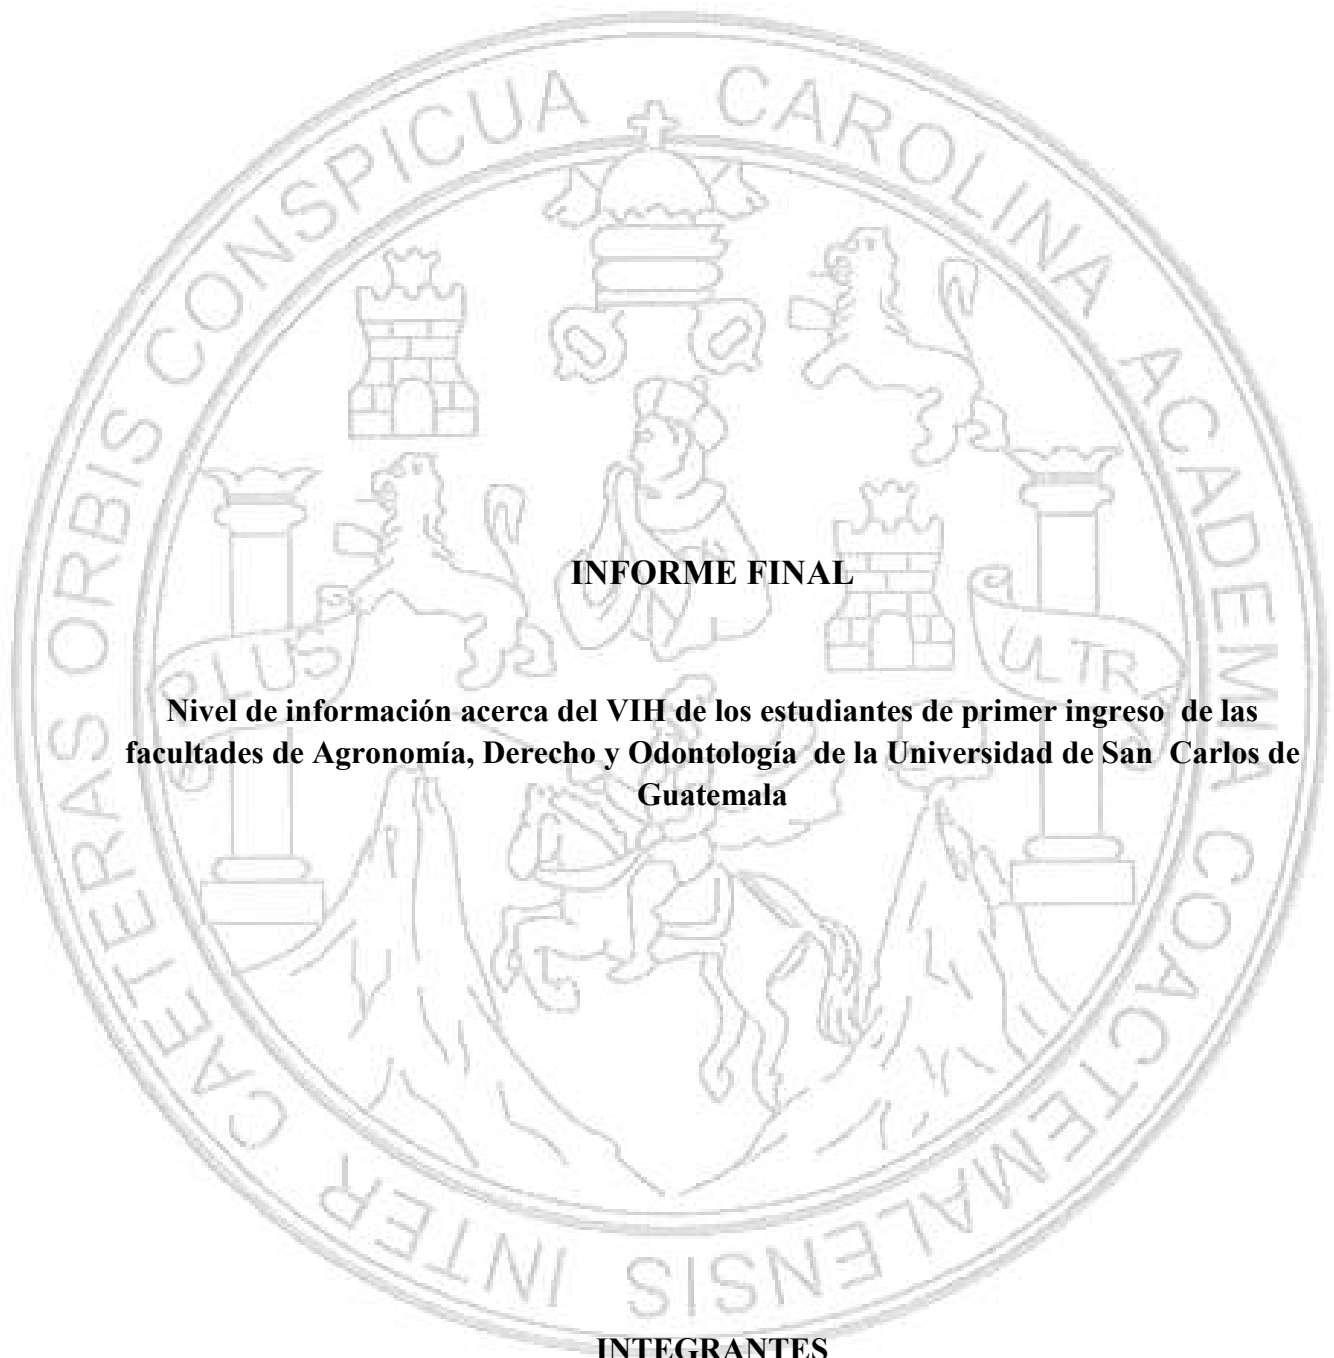 CAETERAS ORBIS CONSPICUA CAROLINA ACADEMIA COACTEMALENSIS INTER
PLUS
ULTR
INFORME FINAL
Nivel de información acerca del VIH de los estudiantes de primer ingreso de las
facultades de Agronomía, Derecho y Odontología de la Universidad de San Carlos de
Guatemala
INTEGRANTES